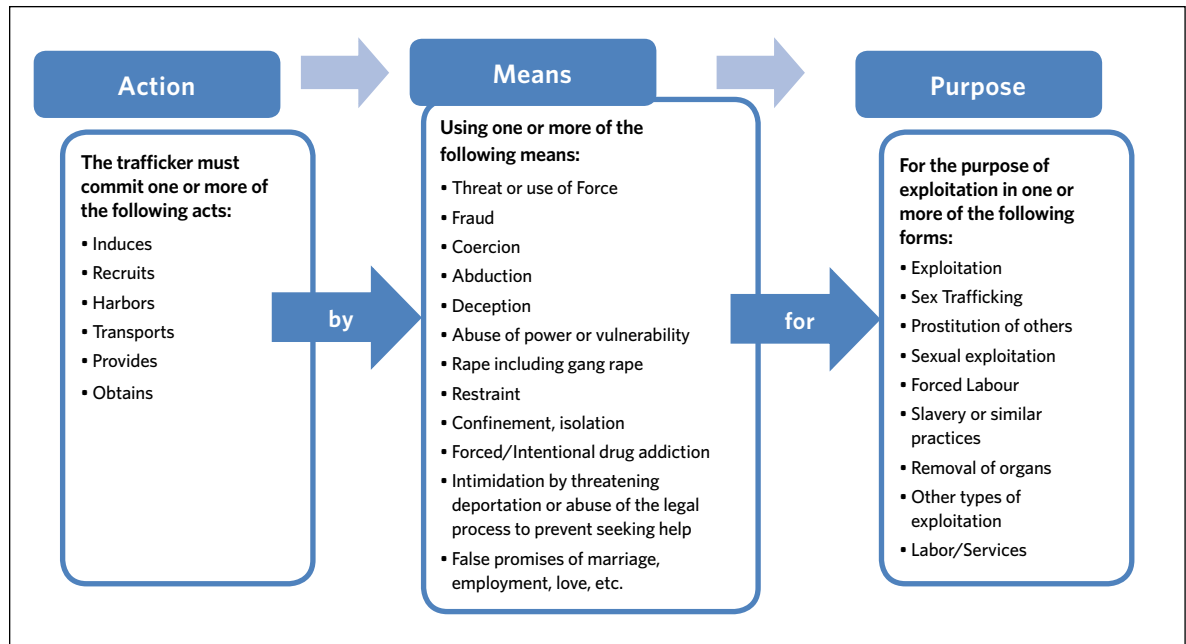 Action
The trafficker must
commit one or more of
the following acts:
▪ Induces
▪ Recruits
▪ Harbors
▪ Transports
▪ Provides
▪ Obtains
by
Means
Using one or more of the
following means:
▪ Threat or use of Force
▪ Fraud
▪ Coercion
▪ Abduction
▪ Deception
▪ Abuse of power or vulnerability
▪ Rape including gang rape
▪ Restraint
▪ Confinement, isolation
▪ Forced/Intentional drug addiction
▪ Intimidation by threatening
deportation or abuse of the legal
process to prevent seeking help
▪ False promises of marriage,
employment, love, etc.
for
Purpose
For the purpose of
exploitation in one or
more of the following
forms:
▪ Exploitation
▪ Sex Trafficking
▪ Prostitution of others
▪ Sexual exploitation
▪ Forced Labour
▪ Slavery or similar
practices
▪ Removal of organs
▪ Other types of
exploitation
▪ Labor/Services